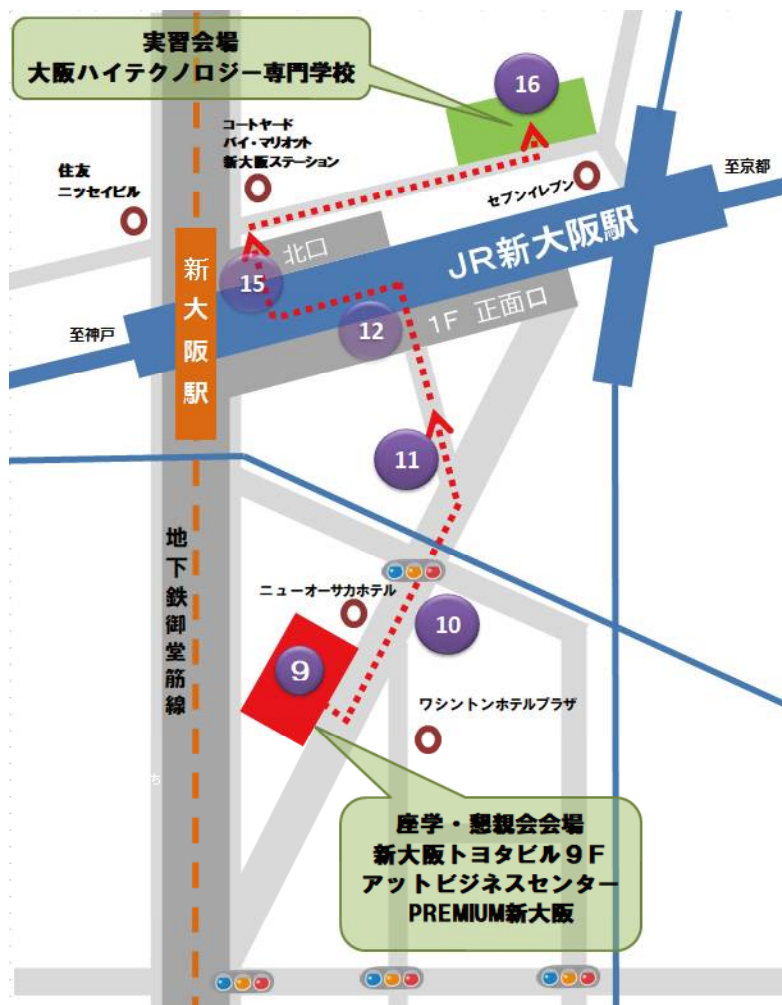 実習会場
大阪ハイテクノロジー専門学校
16
コートヤード
バイ・マリオット
新大阪ステーション
住友
ニッセイビル
セブンイレブン
至京都
JR新大阪駅
北口
15
新大阪駅
12
1F 正面口
至神戸
11
地下鉄御堂筋線
ニューオーサカホテル
10
9
ワシントンホテルプラザ
ち
座学・懇親会会場
新大阪トヨタビル９Ｆ
アットビジネスセンター
PREMIUM新大阪